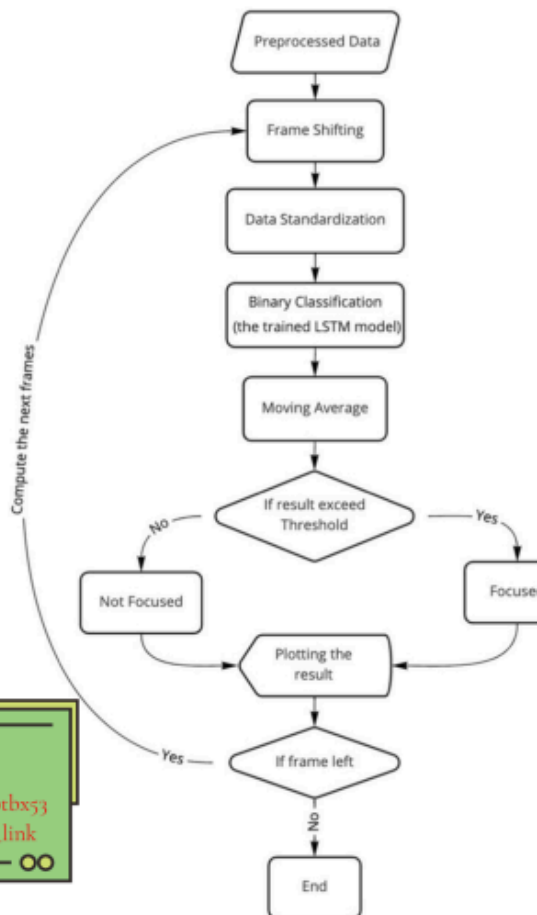 Preprocessed Data
Frame Shifting
Data Standardization
Binary Classification
(the trained LSTM model)
Moving Average
If result exceed
Threshold
No
Yes
Not Focused
Focused
Plotting the
result
If frame left
Yes
No
End
Compute the next frames
tbx53
link